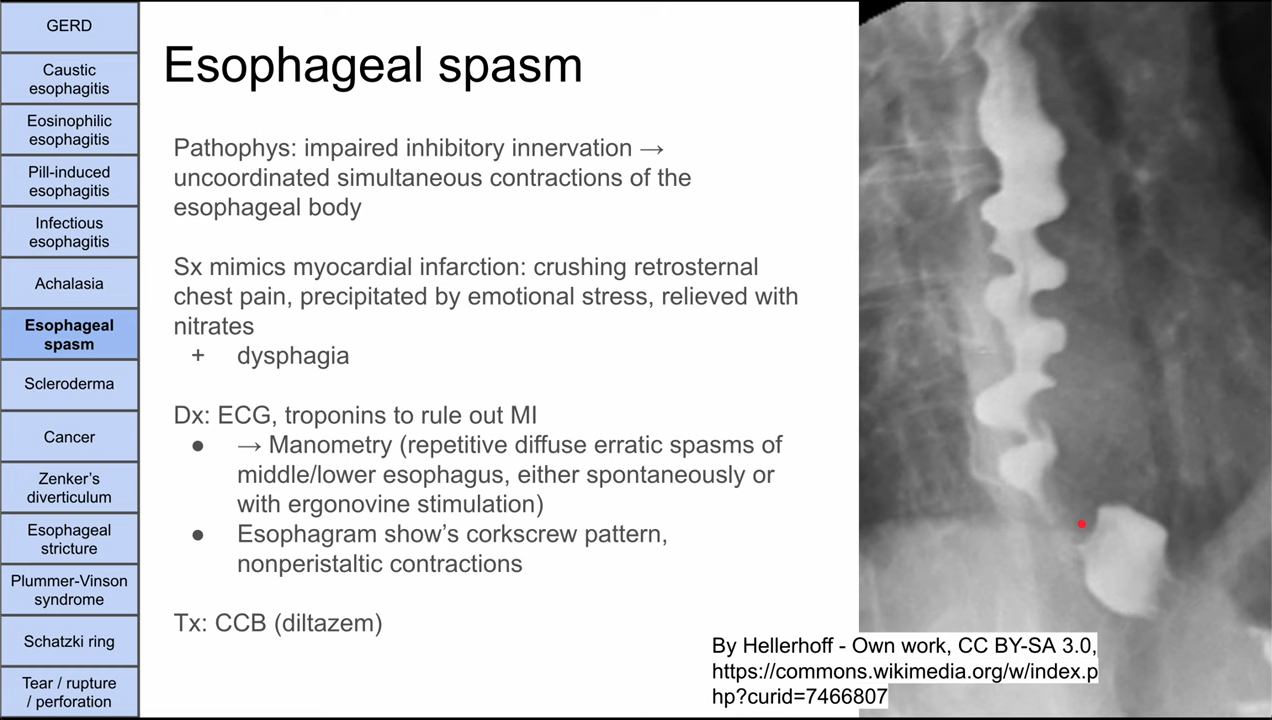 GERD
Caustic
esophagitis
Eosinophilic
esophagitis
Pill-induced
esophagitis
Infectious
esophagitis
Achalasia
Esophageal
spasm
Scleroderma
Cancer
Zenker's
diverticulum
Esophageal
stricture
Plummer-Vinson
syndrome
Schatzki ring
Tear / rupture
/ perforation
Esophageal spasm
Pathophys: impaired inhibitory innervation →
uncoordinated simultaneous contractions of the
esophageal body
Sx mimics myocardial infarction: crushing retrosternal
chest pain, precipitated by emotional stress, relieved with
nitrates
+ dysphagia
Dx: ECG, troponins to rule out MI
● → Manometry (repetitive diffuse erratic spasms of
middle/lower esophagus, either spontaneously or
with ergonovine stimulation)
● Esophagram show's corkscrew pattern,
nonperistaltic contractions
Tx: CCB (diltazem)
By Hellerhoff - Own work, CC BY-SA 3.0,
https://commons.wikimedia.org/w/index.p
hp?curid=7466807